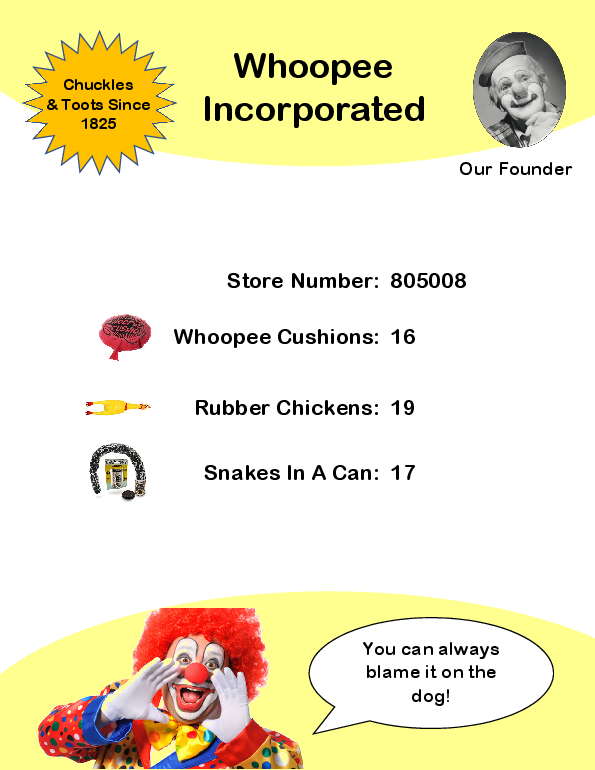 Chuckles
& Toots Since
1825
Whoopee
Incorporated
Our Founder
Store Number: 805008
Whoopee Cushions: 16
Rubber Chickens: 19
Snakes In A Can: 17
You can always
blame it on the
dog!